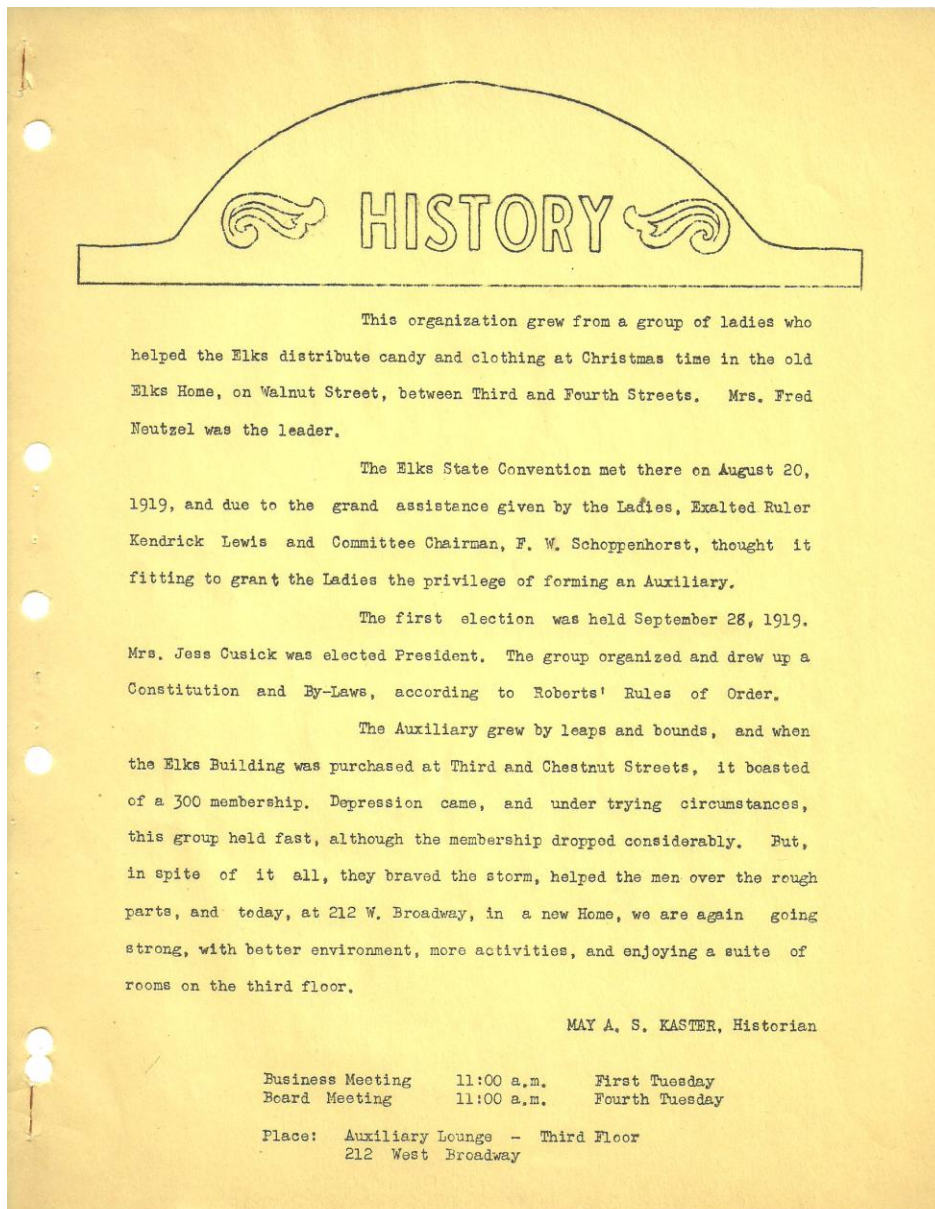 HISTORY
This organization grew from a group of ladies who
helped the Elks distribute candy and clothing at Christmas time in the old
Elks Home, on Walnut Street, between Third and Fourth Streets. Mrs. Fred
Neutzel was the leader.
The Elks State Convention met there on August 20,
1919, and due to the grand assistance given by the Ladies, Exalted Ruler
Kendrick Lewis and Committee Chairman, F. W. Schoppenhorst, thought it
fitting to grant the Ladies the privilege of forming an Auxiliary.
The first election was held September 28, 1919.
Mrs. Jess Cusick was elected President. The group organized and drew up a
Constitution and By-Laws, according to Roberts' Rules of Order.
The Auxiliary grew by leaps and bounds, and when
the Elks Building was purchased at Third and Chestnut Streets, it boasted
of a 300 membership. Depression came, and under trying circumstances,
this group held fast, although the membership dropped considerably. But,
in spite of it all, they braved the storm, helped the men over the rough
parts, and today, at 212 W. Broadway, in a new Home, we are again going
strong, with better environment, more activities, and enjoying a suite of
rooms on the third floor.
MAY A. S. KASTER, Historian
Business Meeting 11:00 a.m. First Tuesday
Board Meeting 11:00 a.m. Fourth Tuesday
Place: Auxiliary Lounge - Third Floor
212 West Broadway